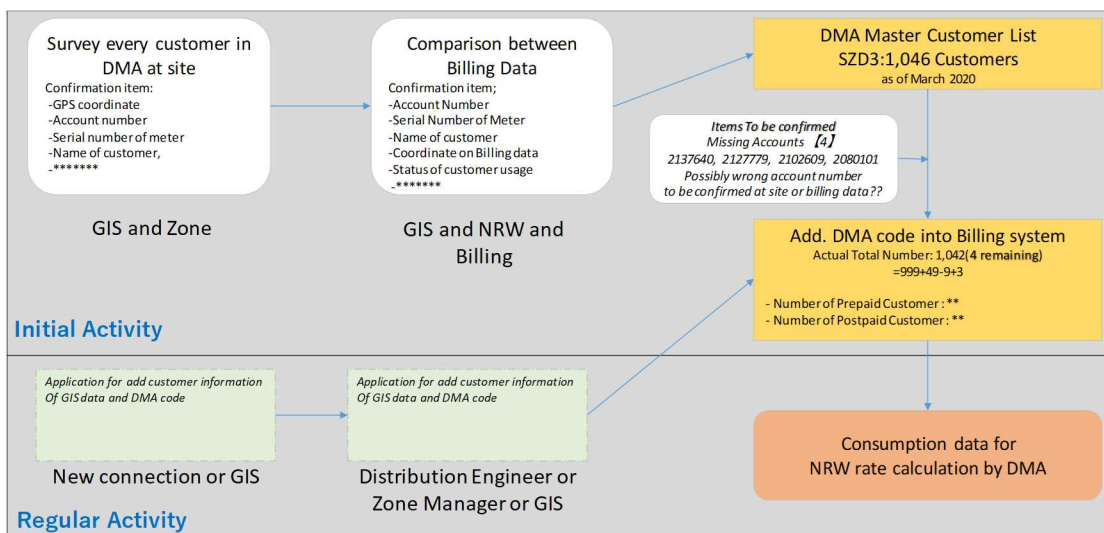 Survey every customer in
DMA at site
Confirmation item:
-GPS coordinate
-Account number
-Serial number of meter
-Name of customer,
-*******
GIS and Zone
Comparison between
Billing Data
Confirmation item;
-Account Number
-Serial Number of Meter
-Name of customer
-Coordinate on Billing data
-Status of customer usage
-*******
GIS and NRW and
Billing
DMA Master Customer List
SZD3:1,046 Customers
as of March 2020
Items To be confirmed
Missing Accounts 【4】
2137640, 2127779, 2102609, 2080101
Possibly wrong account number
to be confirmed at site or billing data??
Add. DMA code into Billing system
Actual Total Number: 1,042(4 remaining)
=999+49-9+3
- Number of Prepaid Customer : **
- Number of Postpaid Customer : **
Initial Activity
Application for add customer information
Of GIS data and DMA code
New connection or GIS
Application for add customer information
Of GIS data and DMA code
Distribution Engineer or
Zone Manager or GIS
Consumption data for
NRW rate calculation by DMA
Regular Activity